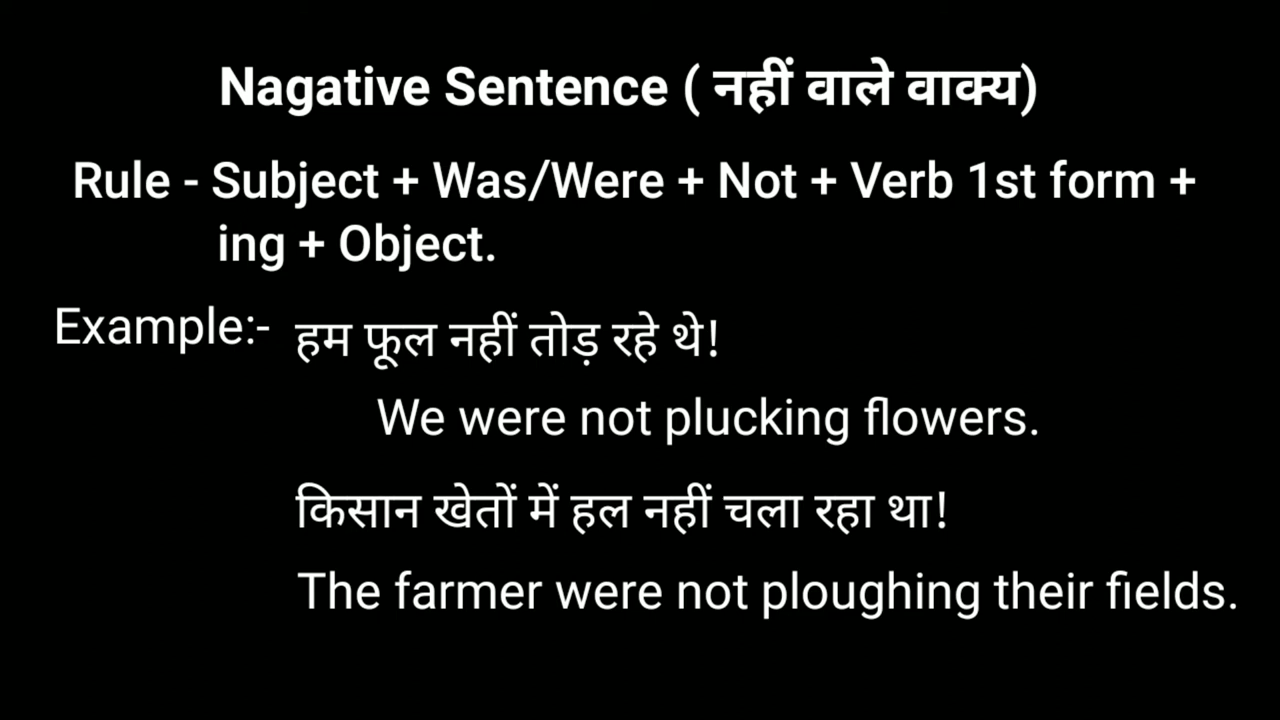 Nagative Sentence ( नहीं वाले वाक्य)
Rule - Subject + Was/Were + Not + Verb 1st form +
ing + Object.
Example:- हम फूल नहीं तोड़ रहे थे!
We were not plucking flowers.
किसान खेतों में हल नहीं चला रहा था!
The farmer were not ploughing their fields.